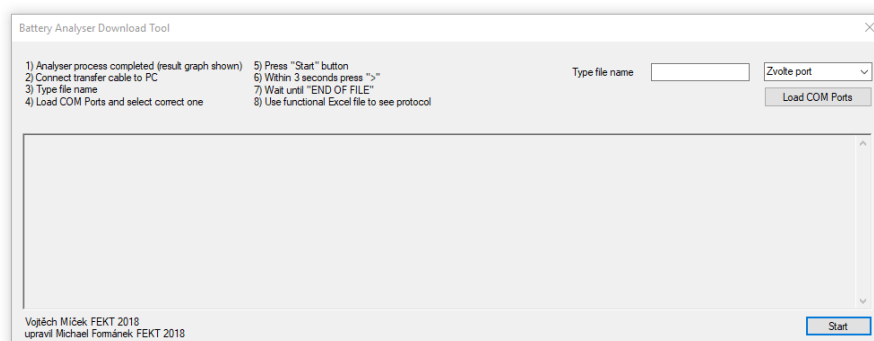 Battery Analyser Download Tool
1) Analyser process completed (result graph shown)
2) Connect transfer cable to PC
3) Type file name
4) Load COM Ports and select correct one
5) Press "Start" button
6) Within 3 seconds press ">"
7) Wait until "END OF FILE"
8) Use functional Excel file to see protocol
Type file name
Zvolte port
Load COM Ports
Vojtěch Míček FEKT 2018
upravil Michael Formánek FEKT 2018
Start